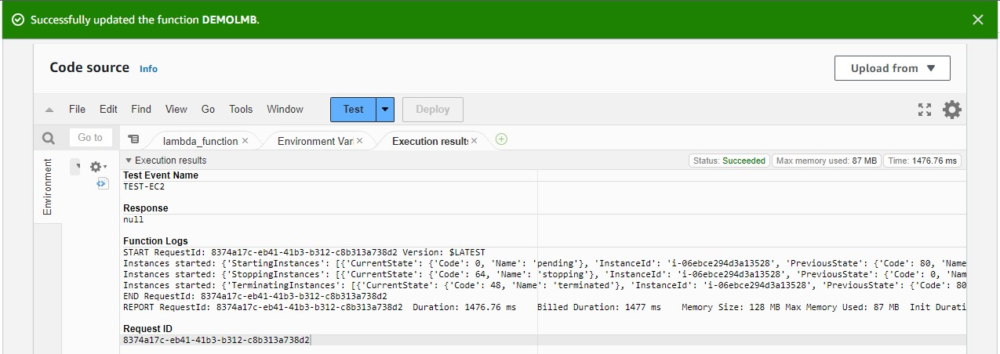 Successfully updated the function DEMOLMB.
Code source Info
Upload from
File Edit Find View Go Tools Window Test Deploy
Go to
lambda_function Environment Var Execution results
Environment
Execution results
Status: Succeeded Max memory used: 87 MB Time: 1476.76 ms
Test Event Name
TEST-EC2
Response
null
Function Logs
START RequestId: 8374a17c-eb41-41b3-b312-c8b313a738d2 Version: $LATEST
Instances started: {'StartingInstances': [{'CurrentState': {'Code': 0, 'Name': 'pending'}, 'InstanceId': 'i-06ebce294d3a13528', 'PreviousState': {'Code': 80, 'Name
Instances started: {'StoppingInstances': [{'CurrentState': {'Code': 64, 'Name': 'stopping'}, 'InstanceId': 'i-06ebce294d3a13528', 'PreviousState': {'Code': 0, 'Nam
Instances started: {'TerminatingInstances': [{'CurrentState': {'Code': 48, 'Name': 'terminated'}, 'InstanceId': 'i-06ebce294d3a13528', 'PreviousState': {'Code': 80
END RequestId: 8374a17c-eb41-41b3-b312-c8b313a738d2
REPORT RequestId: 8374a17c-eb41-41b3-b312-c8b313a738d2 Duration: 1476.76 ms Billed Duration: 1477 ms Memory Size: 128 MB Max Memory Used: 87 MB Init Durati
Request ID
8374a17c-eb41-41b3-b312-c8b313a738d2